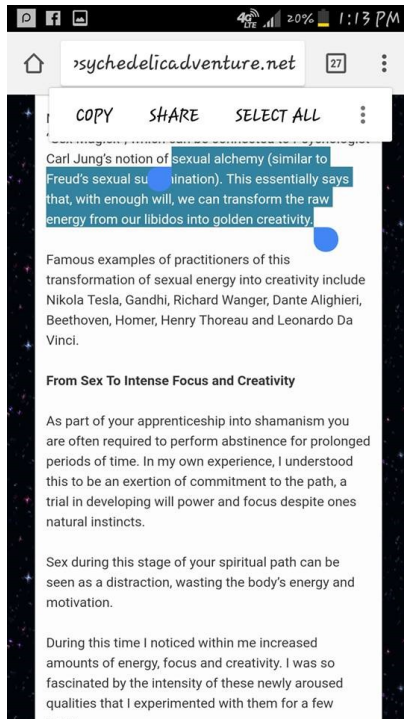 4G LTE 20% 1:13 PM
psychedelicadventure.net 27
COPY SHARE SELECT ALL
Carl Jung's notion of sexual alchemy (similar to
Freud's sexual su ination). This essentially says
that, with enough will, we can transform the raw
energy from our libidos into golden creativity.
Famous examples of practitioners of this
transformation of sexual energy into creativity include
Nikola Tesla, Gandhi, Richard Wanger, Dante Alighieri,
Beethoven, Homer, Henry Thoreau and Leonardo Da
Vinci.
From Sex To Intense Focus and Creativity
As part of your apprenticeship into shamanism you
are often required to perform abstinence for prolonged
periods of time. In my own experience, I understood
this to be an exertion of commitment to the path, a
trial in developing will power and focus despite ones
natural instincts.
Sex during this stage of your spiritual path can be
seen as a distraction, wasting the body's energy and
motivation.
During this time I noticed within me increased
amounts of energy, focus and creativity. I was so
fascinated by the intensity of these newly aroused
qualities that I experimented with them for a few